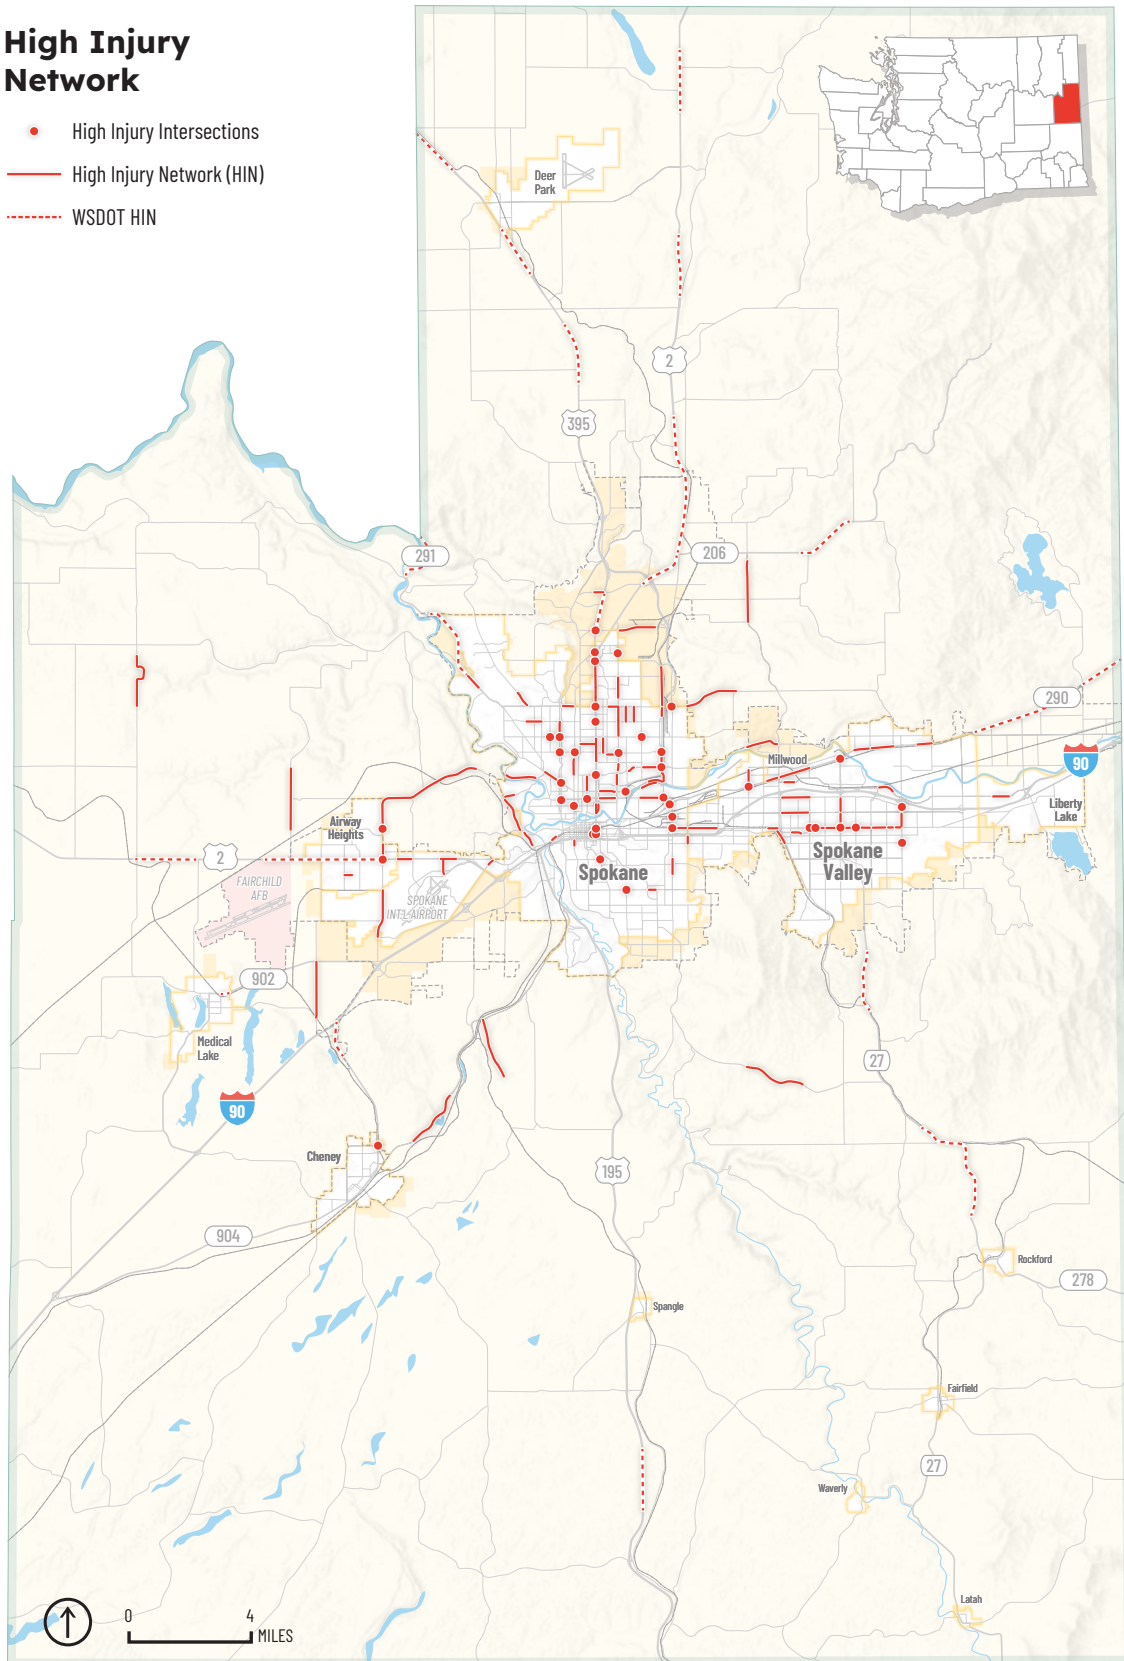 High Injury
Network
High Injury Intersections
High Injury Network (HIN)
WSDOT HIN
Deer
Park
2
395
291
206
290
Millwood
90
Liberty
Lake
Airway
Heights
2
FAIRCHILD
AFB
SPOKANE
INT'L AIRPORT
Spokane
Spokane
Valley
902
Medical
Lake
90
27
Cheney
195
904
Rockford
278
Spangle
Fairfield
27
Waverly
Latah
0 4
MILES